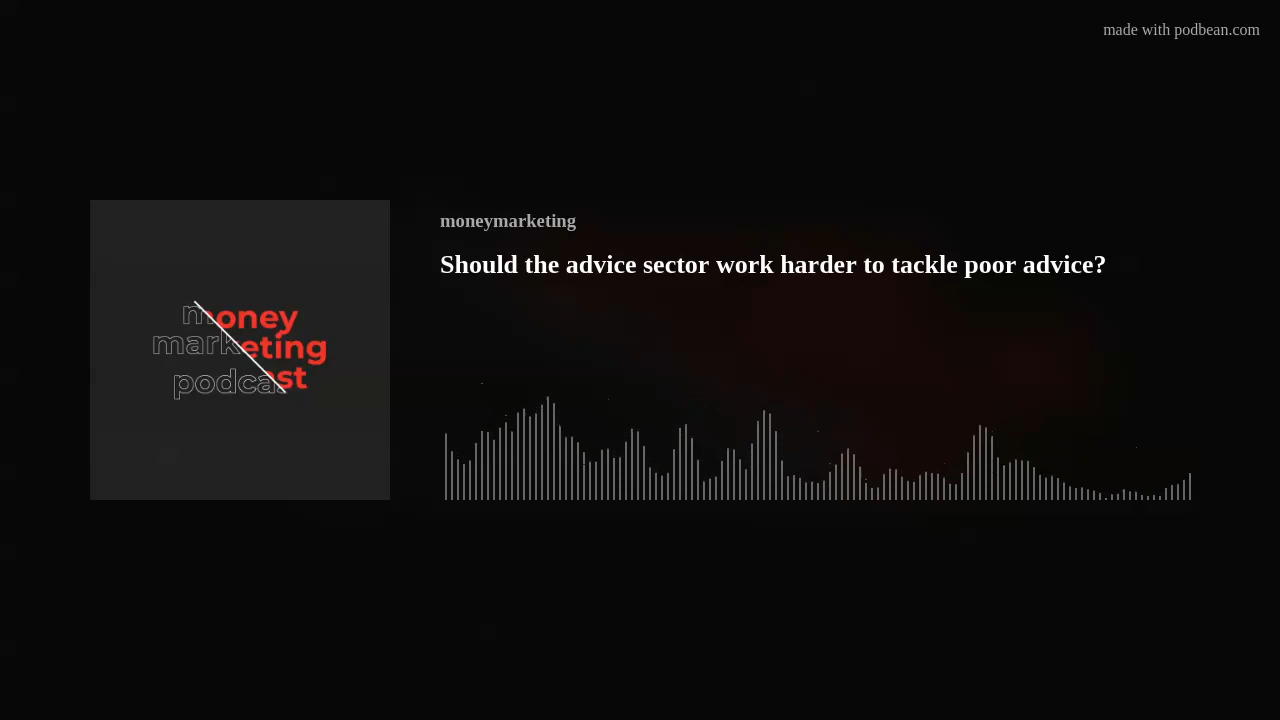 made with podbean.com
moneymarketing
Should the advice sector work harder to tackle poor advice?
money
marketing
podcast